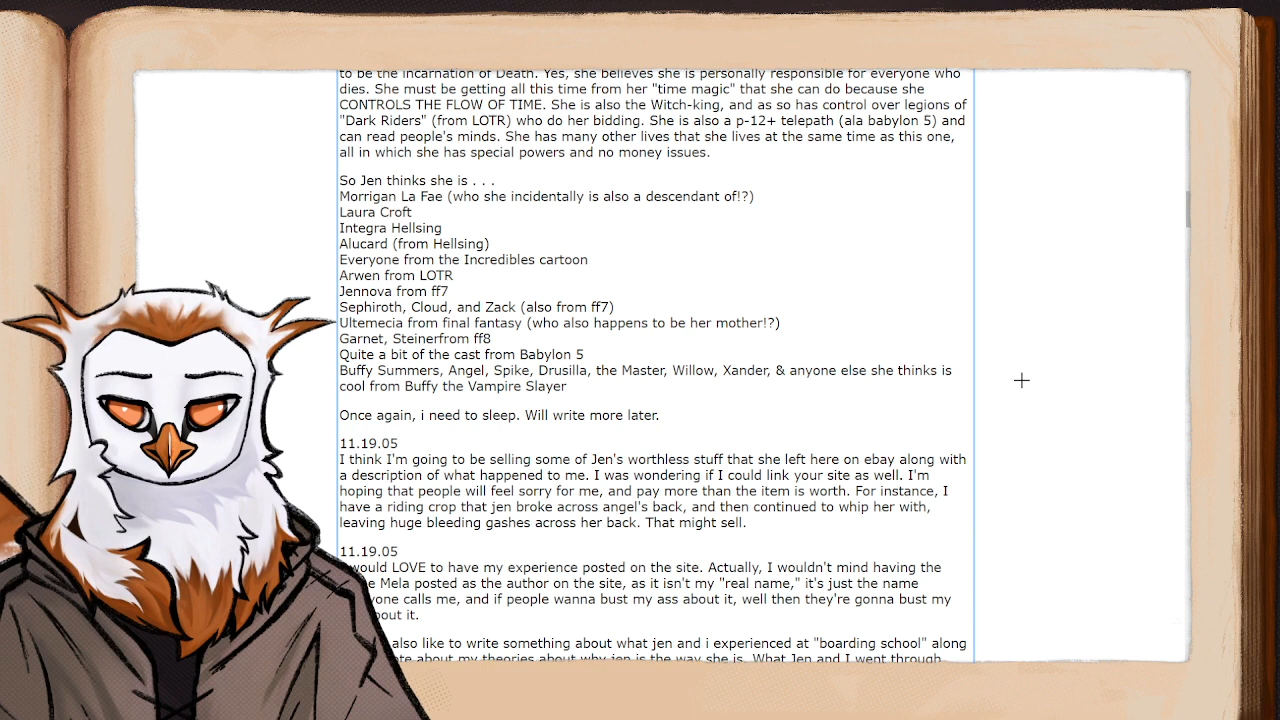 to be the incarnation of Death. Yes, she believes she is personally responsible for everyone who
dies. She must be getting all this time from her "time magic" that she can do because she
CONTROLS THE FLOW OF TIME. She is also the Witch-king, and as so has control over legions of
"Dark Riders" (from LOTR) who do her bidding. She is also a p-12+ telepath (ala babylon 5) and
can read people's minds. She has many other lives that she lives at the same time as this one,
all in which she has special powers and no money issues.
So Jen thinks she is . . .
Morrigan La Fae (who she incidentally is also a descendant of!?)
Laura Croft
Integra Hellsing
Alucard (from Hellsing)
Everyone from the Incredibles cartoon
Arwen from LOTR
Jennova from ff7
Sephiroth, Cloud, and Zack (also from ff7)
Ultemecia from final fantasy (who also happens to be her mother!?)
Garnet, Steinerfrom ff8
Quite a bit of the cast from Babylon 5
Buffy Summers, Angel, Spike, Drusilla, the Master, Willow, Xander, & anyone else she thinks is
cool from Buffy the Vampire Slayer
Once again, i need to sleep. Will write more later.
11.19.05
I think I'm going to be selling some of Jen's worthless stuff that she left here on ebay along with
a description of what happened to me. I was wondering if I could link your site as well. I'm
hoping that people will feel sorry for me, and pay more than the item is worth. For instance, I
have a riding crop that jen broke across angel's back, and then continued to whip her with,
leaving huge bleeding gashes across her back. That might sell.
11.19.05
would LOVE to have my experience posted on the site. Actually, I wouldn't mind having the
Mela posted as the author on the site, as it isn't my "real name," it's just the name
calls me, and if people wanna bust my ass about it, well then they're gonna bust my
it.
also like to write something about what jen and i experienced at "boarding school" along
about my theories about why jen is the way she is. What Jen and I went through